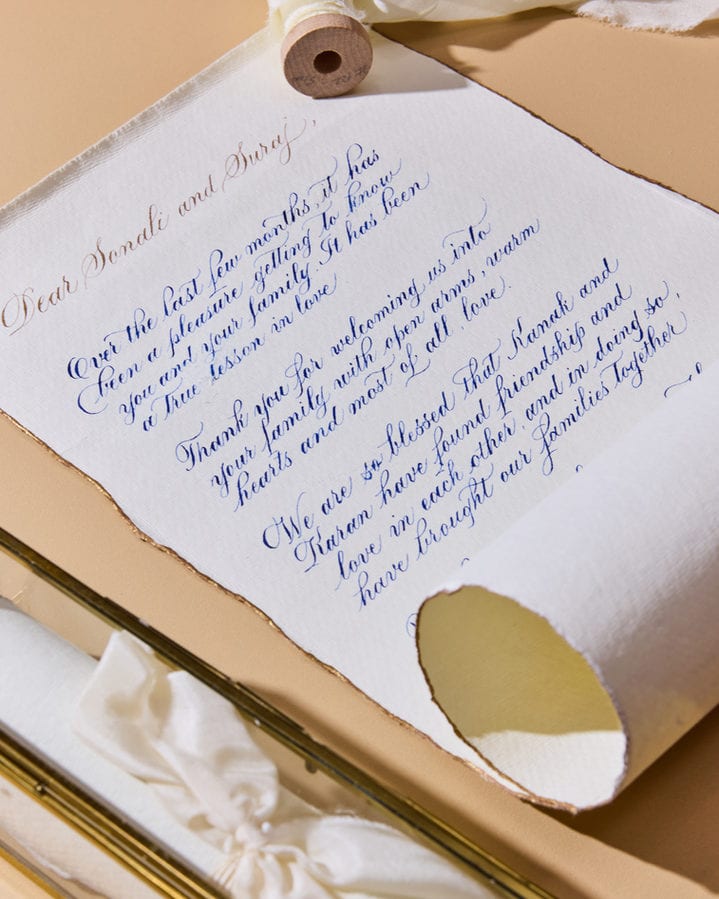 Dear Sonali and Suraj,
Over the last few months, it has
been a pleasure getting to know
you and your family. It has been
a true lesson in love
Thank you for welcoming us into
your family with open arms, warm
hearts and most of all, love.
We are so blessed that Kanak and
Karan have found friendship and
love in each other, and in doing so,
have brought our families together